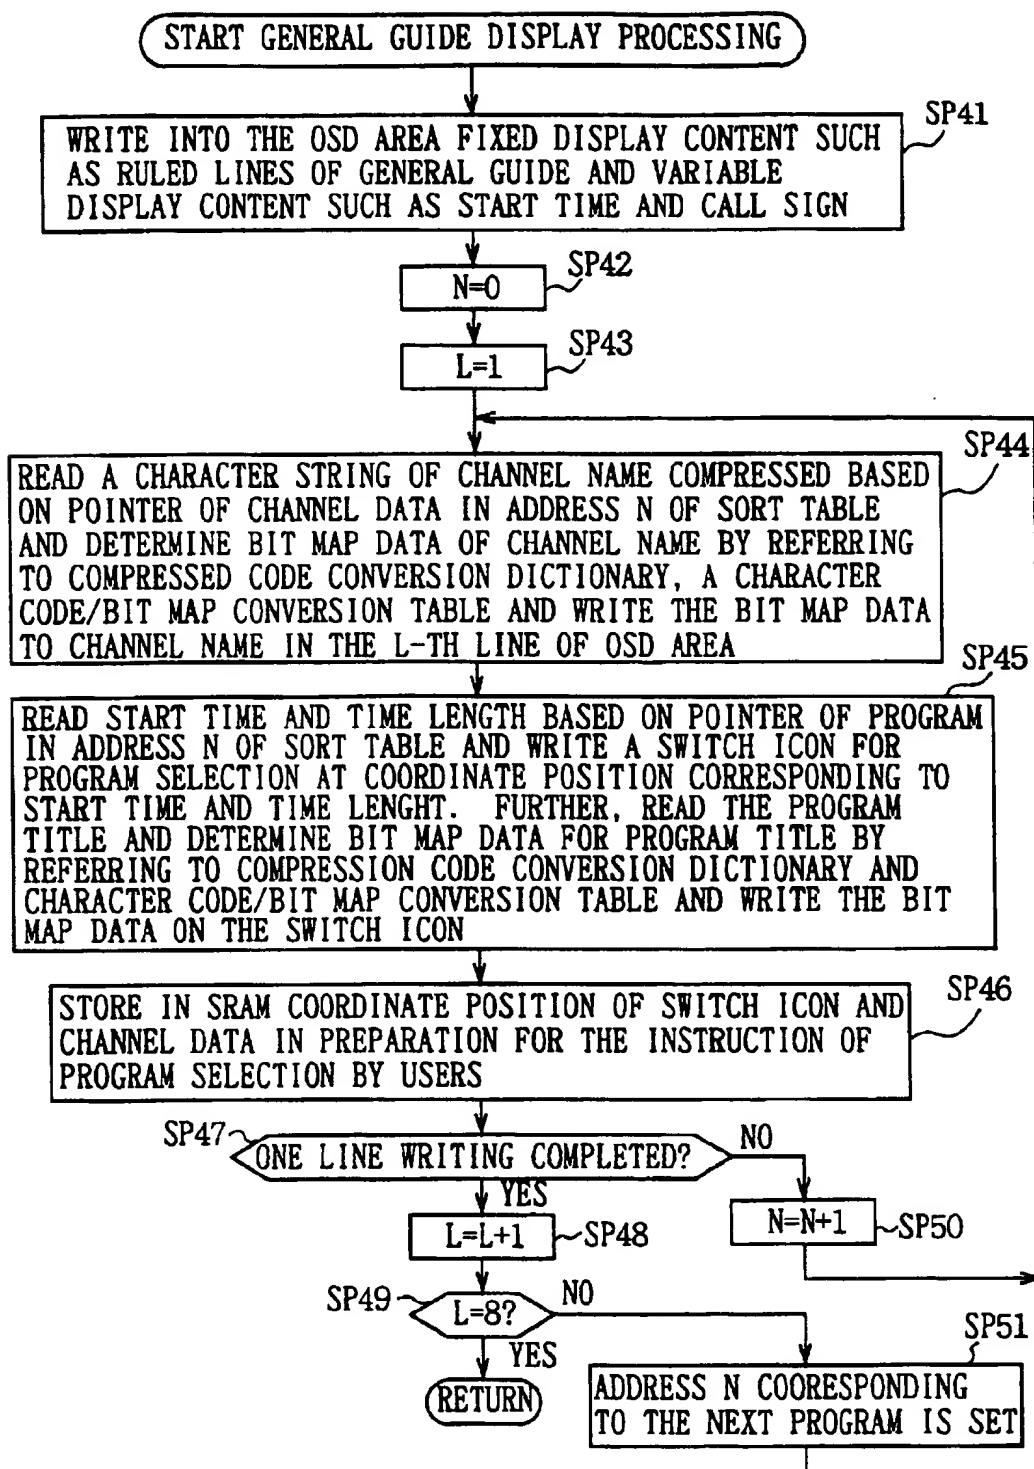 START GENERAL GUIDE DISPLAY PROCESSING
SP41
WRITE INTO THE OSD AREA FIXED DISPLAY CONTENT SUCH
AS RULED LINES OF GENERAL GUIDE AND VARIABLE
DISPLAY CONTENT SUCH AS START TIME AND CALL SIGN
SP42
N=0
SP43
L=1
SP44
READ A CHARACTER STRING OF CHANNEL NAME COMPRESSED BASED
ON POINTER OF CHANNEL DATA IN ADDRESS N OF SORT TABLE
AND DETERMINE BIT MAP DATA OF CHANNEL NAME BY REFERRING
TO COMPRESSED CODE CONVERSION DICTIONARY, A CHARACTER
CODE/BIT MAP CONVERSION TABLE AND WRITE THE BIT MAP DATA
TO CHANNEL NAME IN THE L-TH LINE OF OSD AREA
SP45
READ START TIME AND TIME LENGTH BASED ON POINTER OF PROGRAM
IN ADDRESS N OF SORT TABLE AND WRITE A SWITCH ICON FOR
PROGRAM SELECTION AT COORDINATE POSITION CORRESPONDING TO
START TIME AND TIME LENGHT. FURTHER, READ THE PROGRAM
TITLE AND DETERMINE BIT MAP DATA FOR PROGRAM TITLE BY
REFERRING TO COMPRESSION CODE CONVERSION DICTIONARY AND
CHARACTER CODE/BIT MAP CONVERSION TABLE AND WRITE THE BIT
MAP DATA ON THE SWITCH ICON
SP46
STORE IN SRAM COORDINATE POSITION OF SWITCH ICON AND
CHANNEL DATA IN PREPARATION FOR THE INSTRUCTION OF
PROGRAM SELECTION BY USERS
SP47
ONE LINE WRITING COMPLETED?
NO
YES
L=L+1
SP48
N=N+1
SP50
SP49
L=8?
NO
YES
RETURN
SP51
ADDRESS N COORESPONDING
TO THE NEXT PROGRAM IS SET